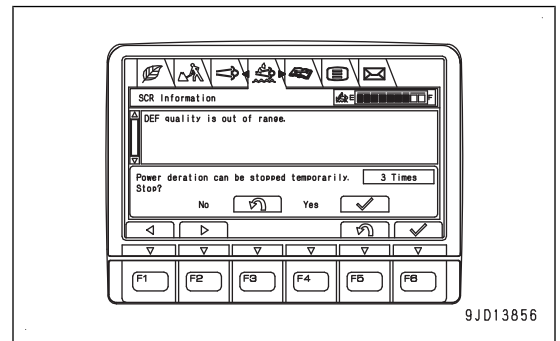 SCR Information
E F
DEF quality is out of range.
Power deration can be stopped temporarily. 3 Times
Stop?
No Yes
F1 F2 F3 F4 F5 F6
9JD13856